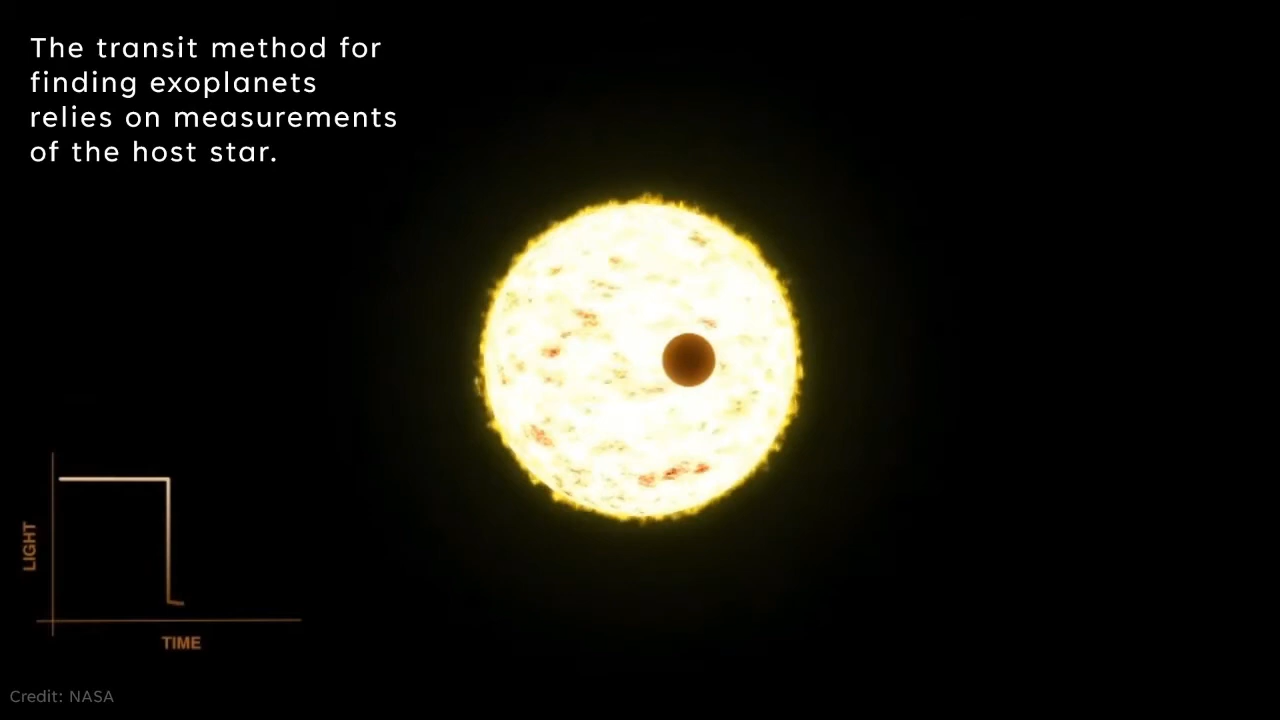 The transit method for
finding exoplanets
relies on measurements
of the host star.
LIGHT
TIME
Credit: NASA